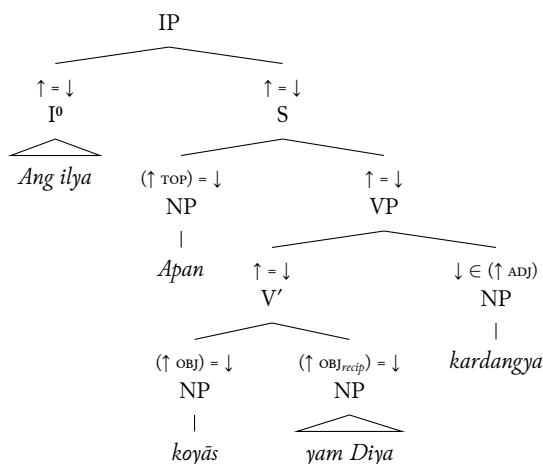 IP
↑ = ↓ ↑ = ↓
I⁰ S
Ang ilya (↑ TOP) = ↓ ↑ = ↓
NP VP
Apan ↑ = ↓ ↓ ∈ (↑ ADJ)
V′ NP
(↑ OBJ) = ↓ (↑ OBJrecip) = ↓ kardangya
NP NP
koyās yam Diya